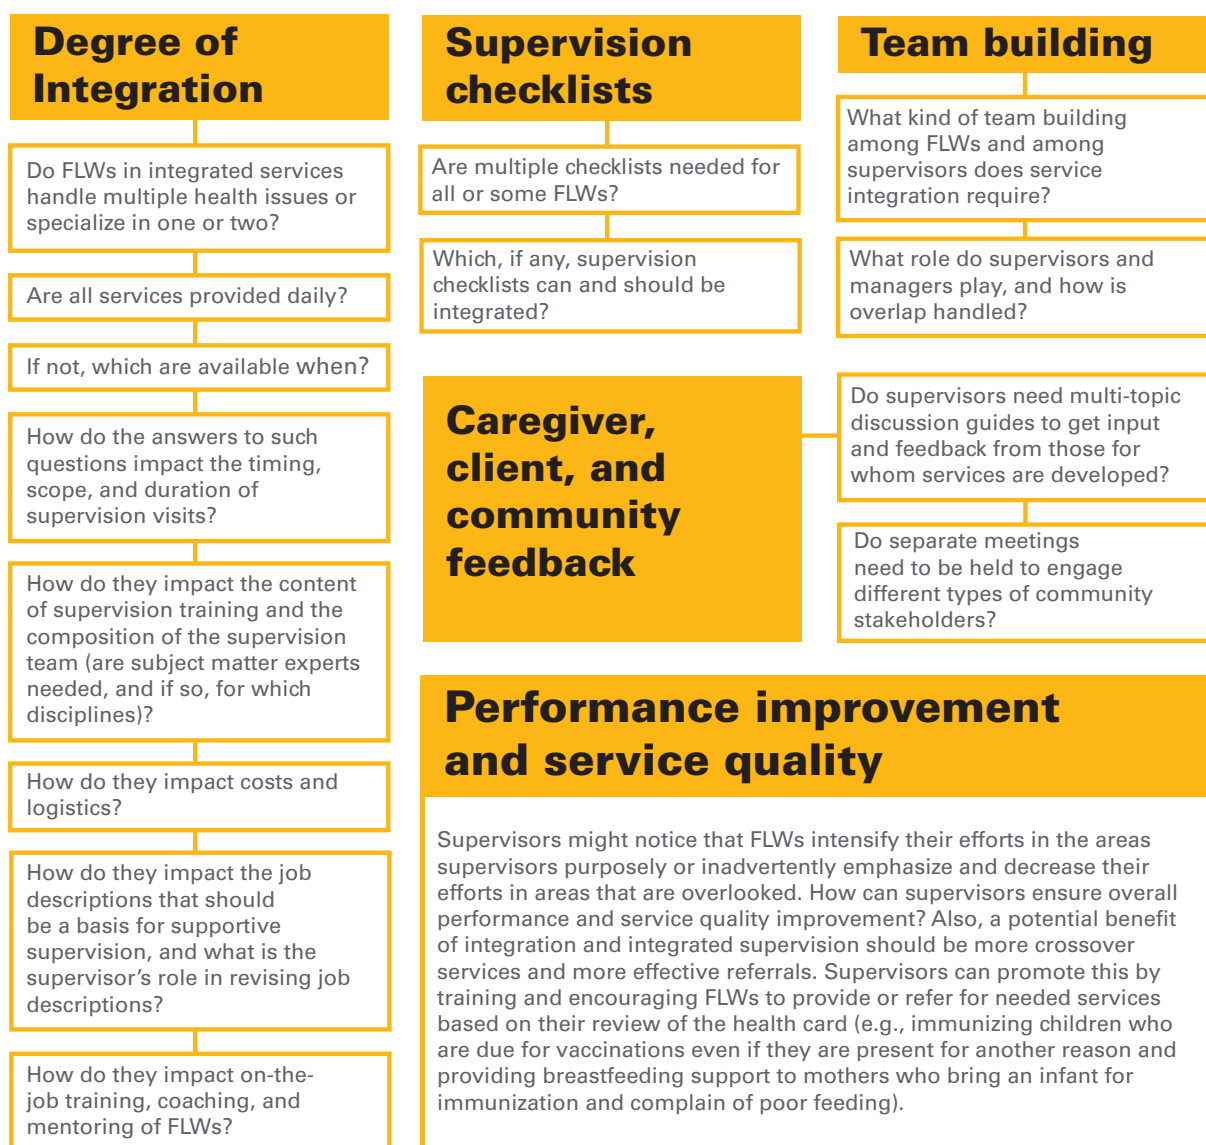 Degree of
Integration
Do FLWs in integrated services
handle multiple health issues or
specialize in one or two?
Are all services provided daily?
If not, which are available when?
How do the answers to such
questions impact the timing,
scope, and duration of
supervision visits?
How do they impact the content
of supervision training and the
composition of the supervision
team (are subject matter experts
needed, and if so, for which
disciplines)?
How do they impact costs and
logistics?
How do they impact the job
descriptions that should
be a basis for supportive
supervision, and what is the
supervisor’s role in revising job
descriptions?
How do they impact on-the-
job training, coaching, and
mentoring of FLWs?
Supervision
checklists
Are multiple checklists needed for
all or some FLWs?
Which, if any, supervision
checklists can and should be
integrated?
Team building
What kind of team building
among FLWs and among
supervisors does service
integration require?
What role do supervisors and
managers play, and how is
overlap handled?
Caregiver,
client, and
community
feedback
Do supervisors need multi-topic
discussion guides to get input
and feedback from those for
whom services are developed?
Do separate meetings
need to be held to engage
different types of community
stakeholders?
Performance improvement
and service quality
Supervisors might notice that FLWs intensify their efforts in the areas
supervisors purposely or inadvertently emphasize and decrease their
efforts in areas that are overlooked. How can supervisors ensure overall
performance and service quality improvement? Also, a potential benefit
of integration and integrated supervision should be more crossover
services and more effective referrals. Supervisors can promote this by
training and encouraging FLWs to provide or refer for needed services
based on their review of the health card (e.g., immunizing children who
are due for vaccinations even if they are present for another reason and
providing breastfeeding support to mothers who bring an infant for
immunization and complain of poor feeding).